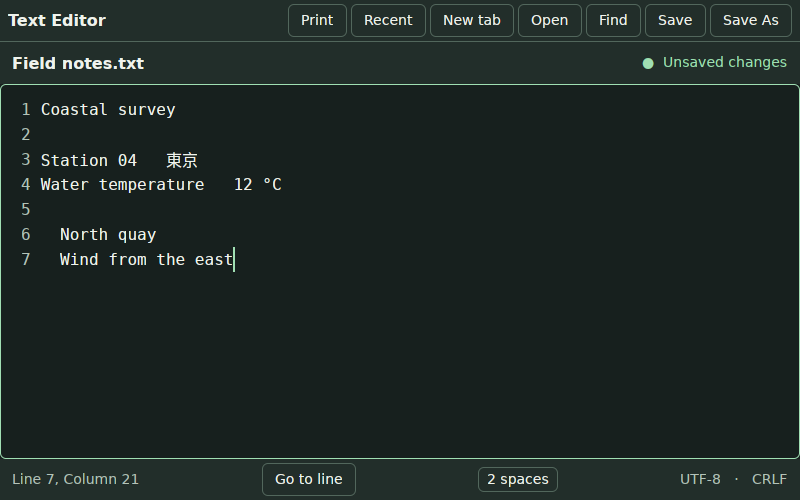 Text Editor Print Recent New tab Open Find Save Save As
Field notes.txt ● Unsaved changes
1 Coastal survey
2
3 Station 04   東京
4 Water temperature   12 °C
5
6   North quay
7   Wind from the east
Line 7, Column 21 Go to line 2 spaces UTF-8 · CRLF